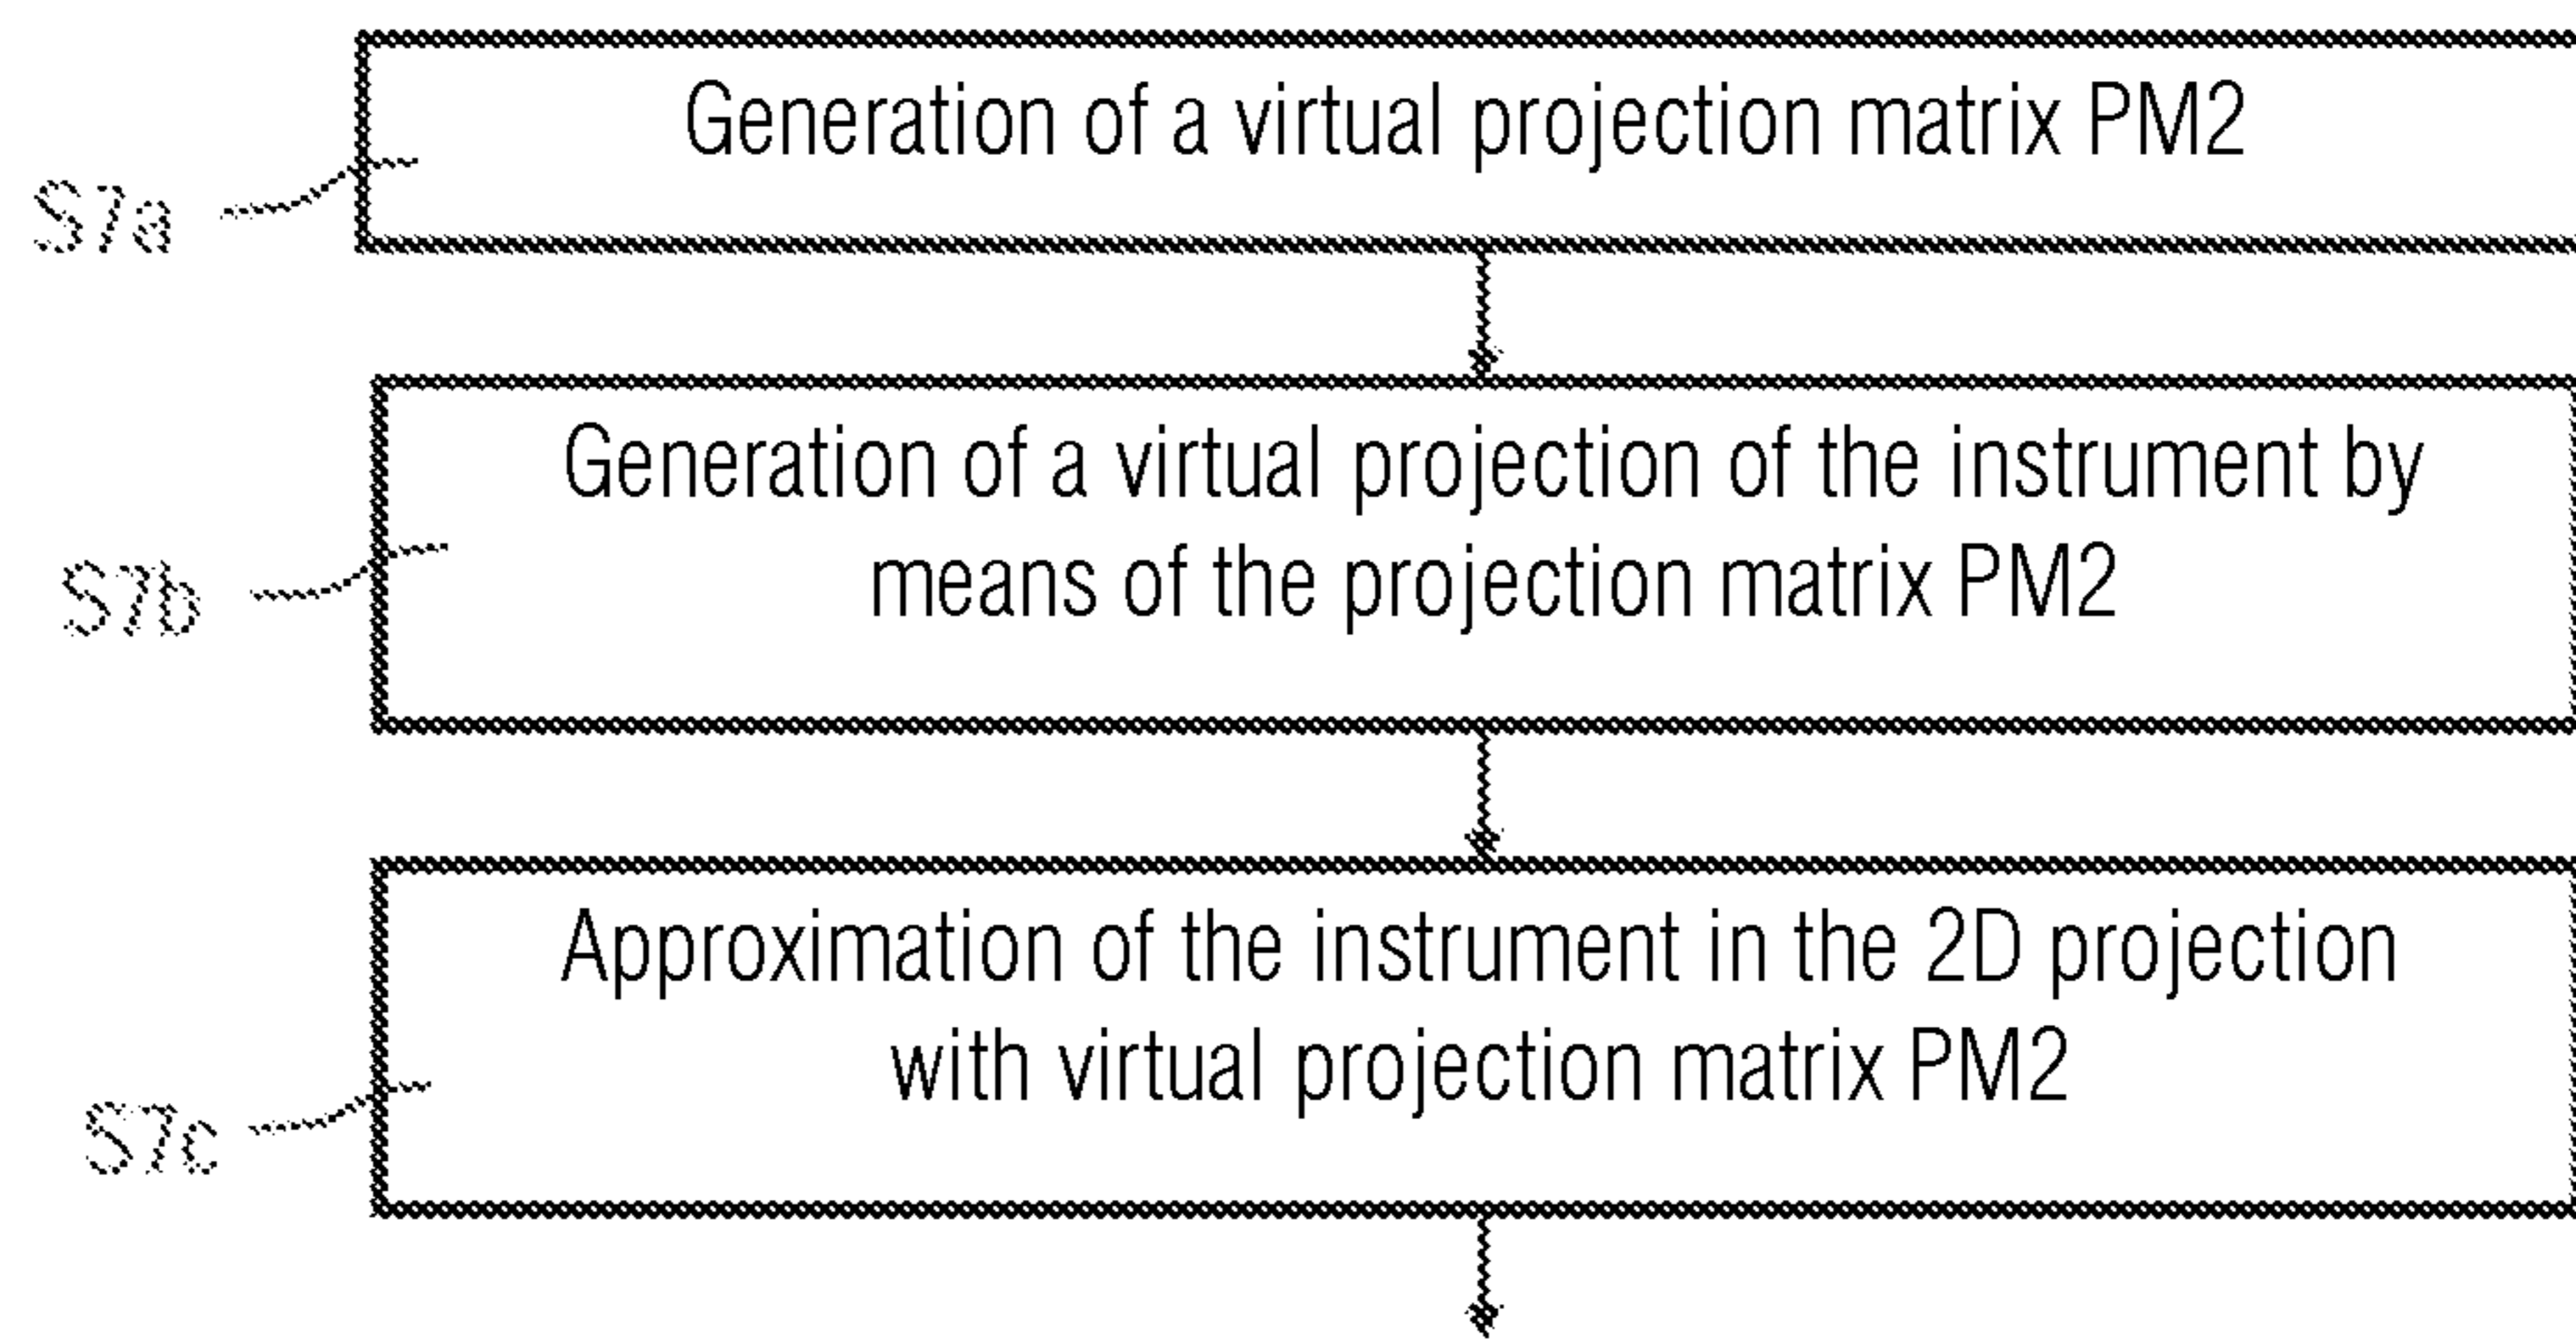 Generation of a virtual projection matrix PM2
S7a
Generation of a virtual projection of the instrument by
means of the projection matrix PM2
S7b
Approximation of the instrument in the 2D projection
with virtual projection matrix PM2
S7c